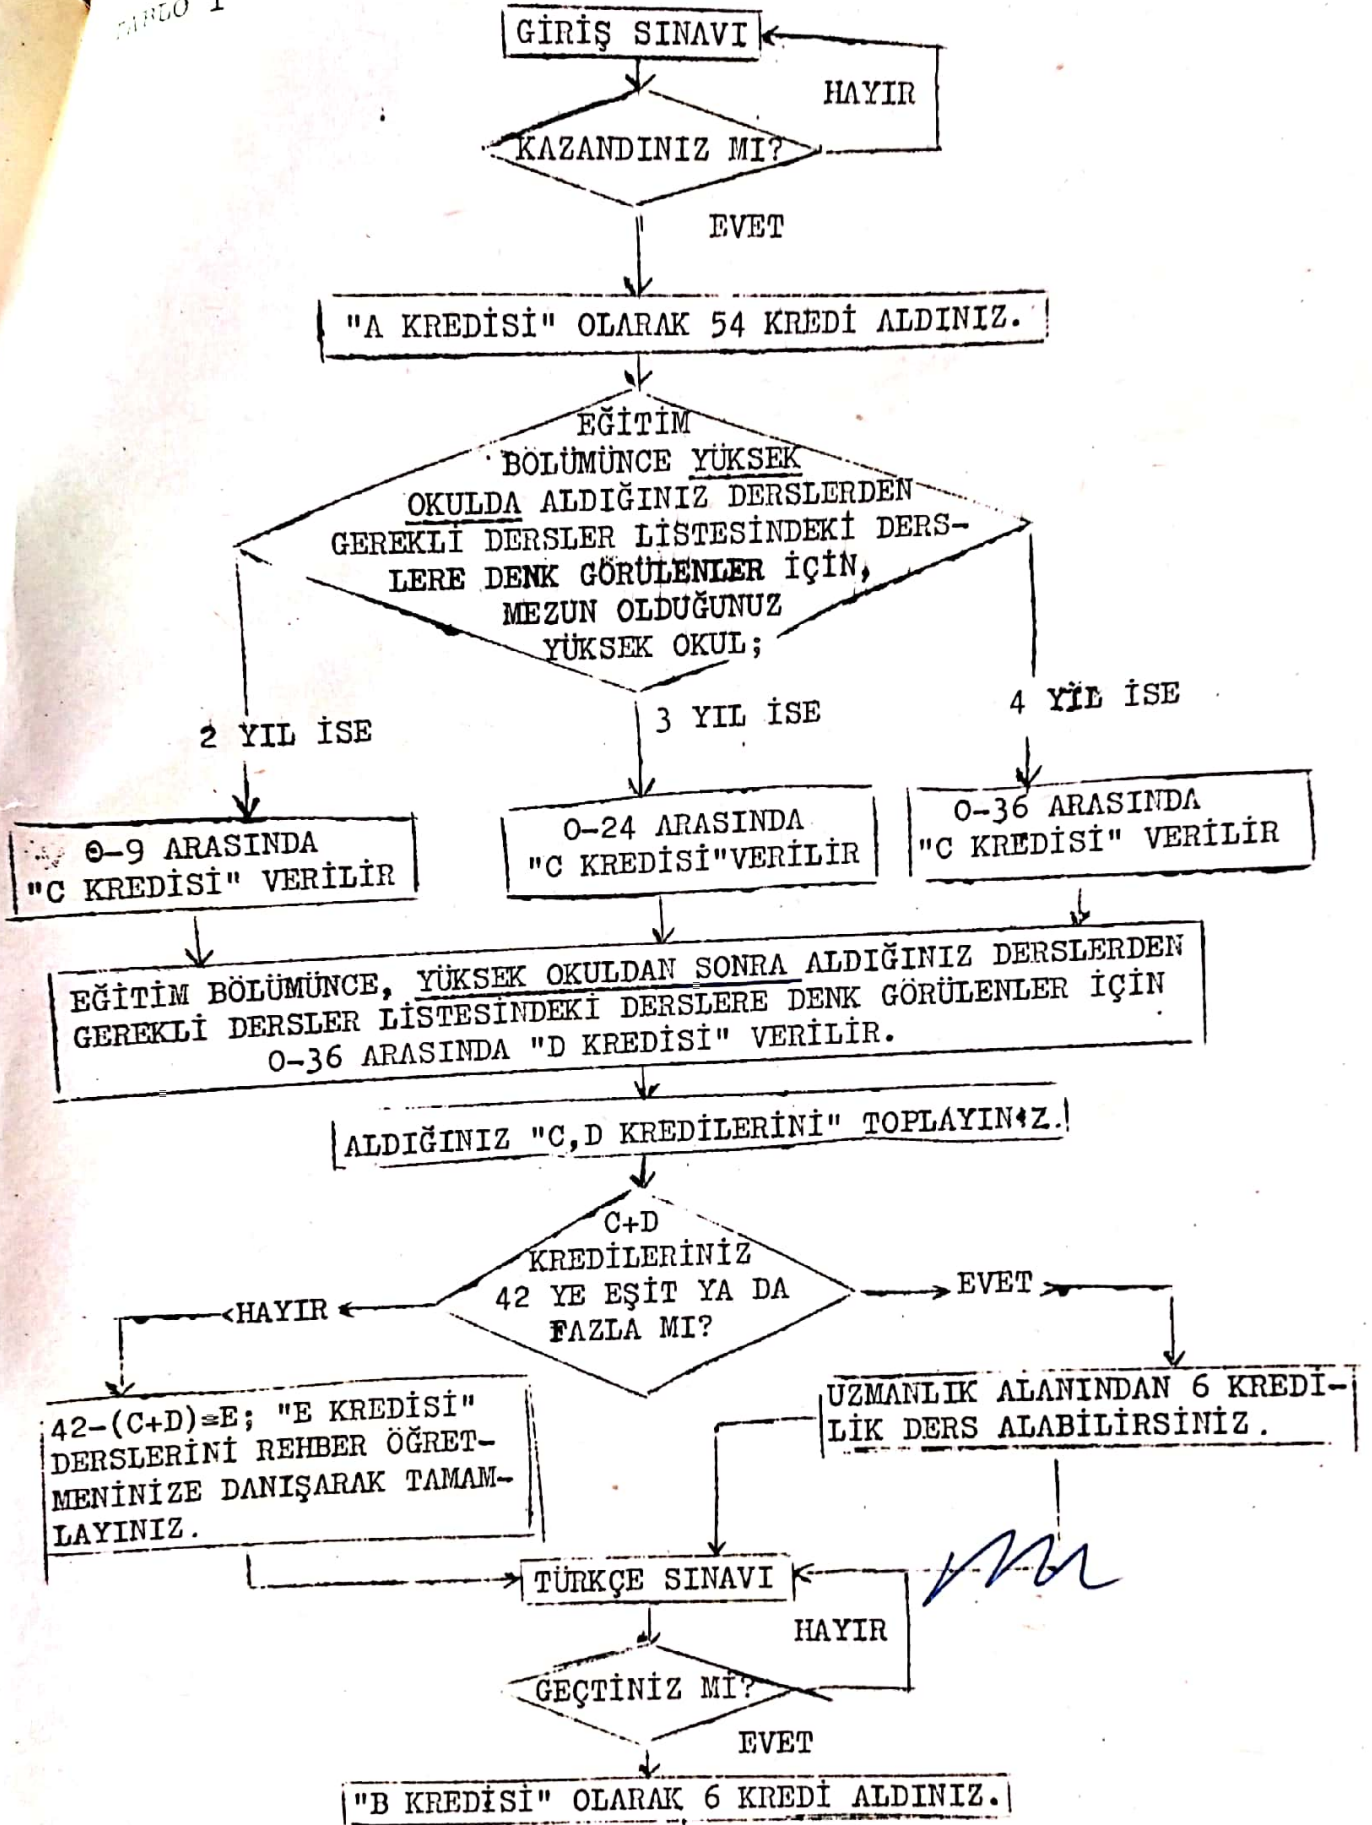 TABLO 1
GİRİŞ SINAVI
HAYIR
KAZANDINIZ MI?
EVET
"A KREDİSİ" OLARAK 54 KREDİ ALDINIZ.
EĞİTİM
BÖLÜMÜNCE YÜKSEK
OKULDA ALDIĞINIZ DERSLERDEN
GEREKLİ DERSLER LİSTESİNDEKİ DERS-
LERE DENK GÖRÜLENLER İÇİN,
MEZUN OLDUĞUNUZ
YÜKSEK OKUL;
2 YIL İSE
3 YIL İSE
4 YIL İSE
0-9 ARASINDA
"C KREDİSİ" VERİLİR
0-24 ARASINDA
"C KREDİSİ"VERİLİR
0-36 ARASINDA
"C KREDİSİ" VERİLİR
EĞİTİM BÖLÜMÜNCE, YÜKSEK OKULDAN SONRA ALDIĞINIZ DERSLERDEN
GEREKLİ DERSLER LİSTESİNDEKİ DERSLERE DENK GÖRÜLENLER İÇİN
0-36 ARASINDA "D KREDİSİ" VERİLİR.
ALDIĞINIZ "C,D KREDİLERİNİ" TOPLAYINIZ.
C+D
KREDİLERİNİZ
42 YE EŞİT YA DA
FAZLA MI?
HAYIR
EVET
42-(C+D)=E; "E KREDİSİ"
DERSLERİNİ REHBER ÖĞRET-
MENİNİZE DANIŞARAK TAMAM-
LAYINIZ.
UZMANLIK ALANINDAN 6 KREDİ-
LİK DERS ALABİLİRSİNİZ.
TÜRKÇE SINAVI
HAYIR
GEÇTİNİZ Mİ?
EVET
"B KREDİSİ" OLARAK 6 KREDİ ALDINIZ.